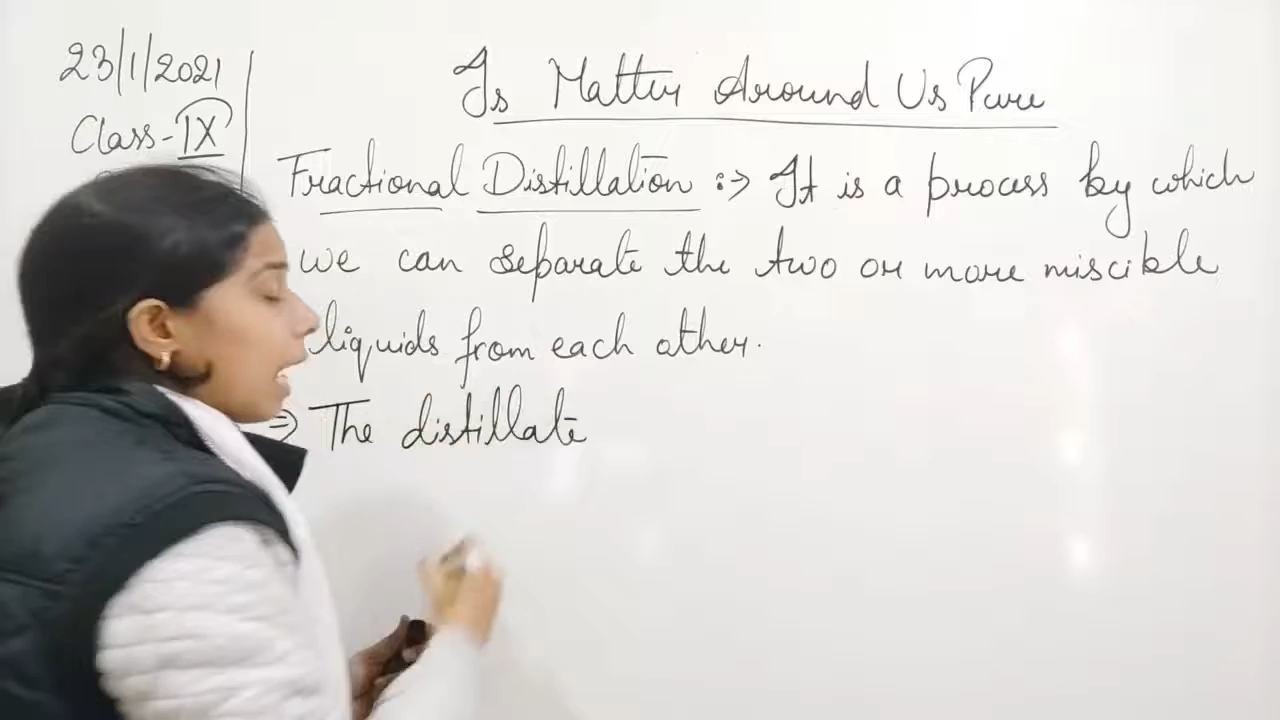 23/1/2021
Class-IX
Is Matter Around Us Pure
Fractional Distillation :→ It is a process by which
we can separate the two or more miscible
liquids from each other.
⇒ The distillate